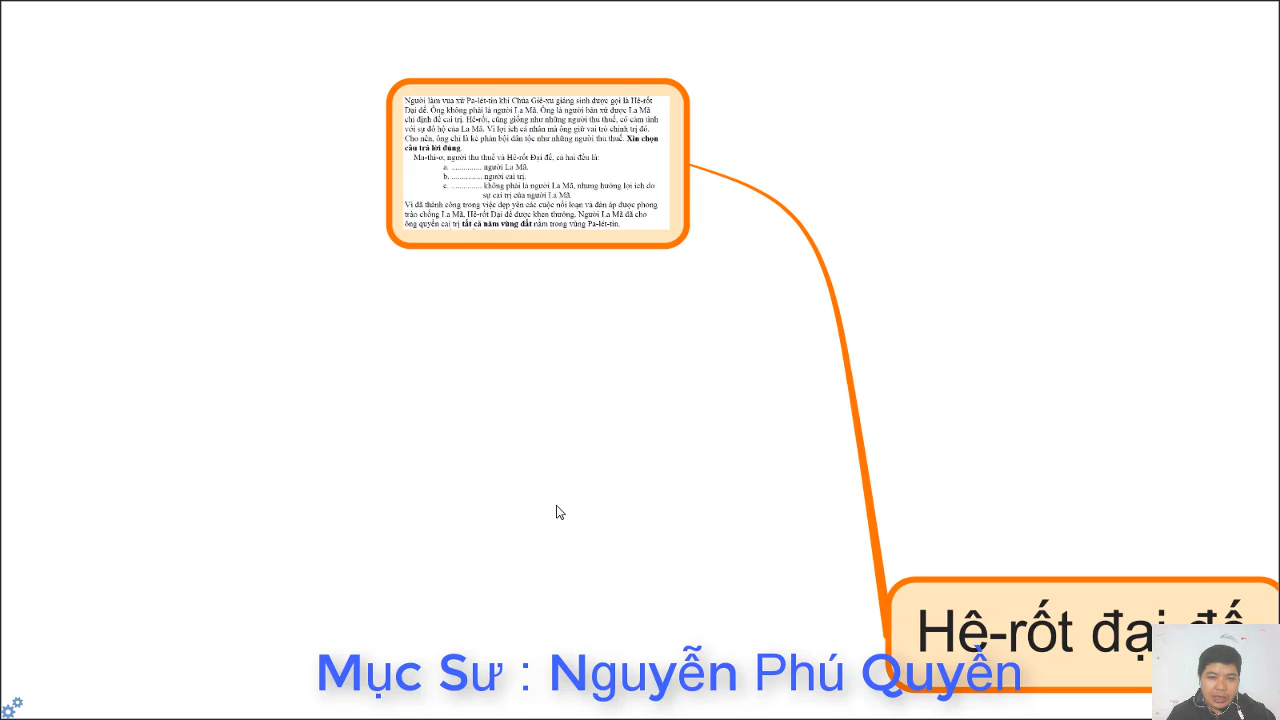 Người làm vua xứ Pa-lét-tin khi Chúa Giê-xu giáng sinh được gọi là Hê-rốt
Đại đế. Ông không phải là người La Mã. Ông là người bản xứ được La Mã
chỉ định để cai trị. Hê-rốt, cũng giống như những người thu thuế, có cảm tình
với sự đô hộ của La Mã. Vì lợi ích cá nhân mà ông giữ vai trò chính trị đó.
Cho nên, ông chỉ là kẻ phản bội dân tộc như những người thu thuế. Xin chọn
câu trả lời đúng.
Ma-thi-ơ, người thu thuế và Hê-rốt Đại đế, cả hai đều là:
a. .............. người La Mã.
b. .............. người cai trị.
c. .............. không phải là người La Mã, nhưng hưởng lợi ích do
sự cai trị của người La Mã.
Vì đã thành công trong việc dẹp yên các cuộc nổi loạn và đàn áp được phong
trào chống La Mã, Hê-rốt Đại đế được khen thưởng. Người La Mã đã cho
ông quyền cai trị tất cả năm vùng đất nằm trong vùng Pa-lét-tin.
Hê-rốt đại đế
Mục Sư : Nguyễn Phú Quyền